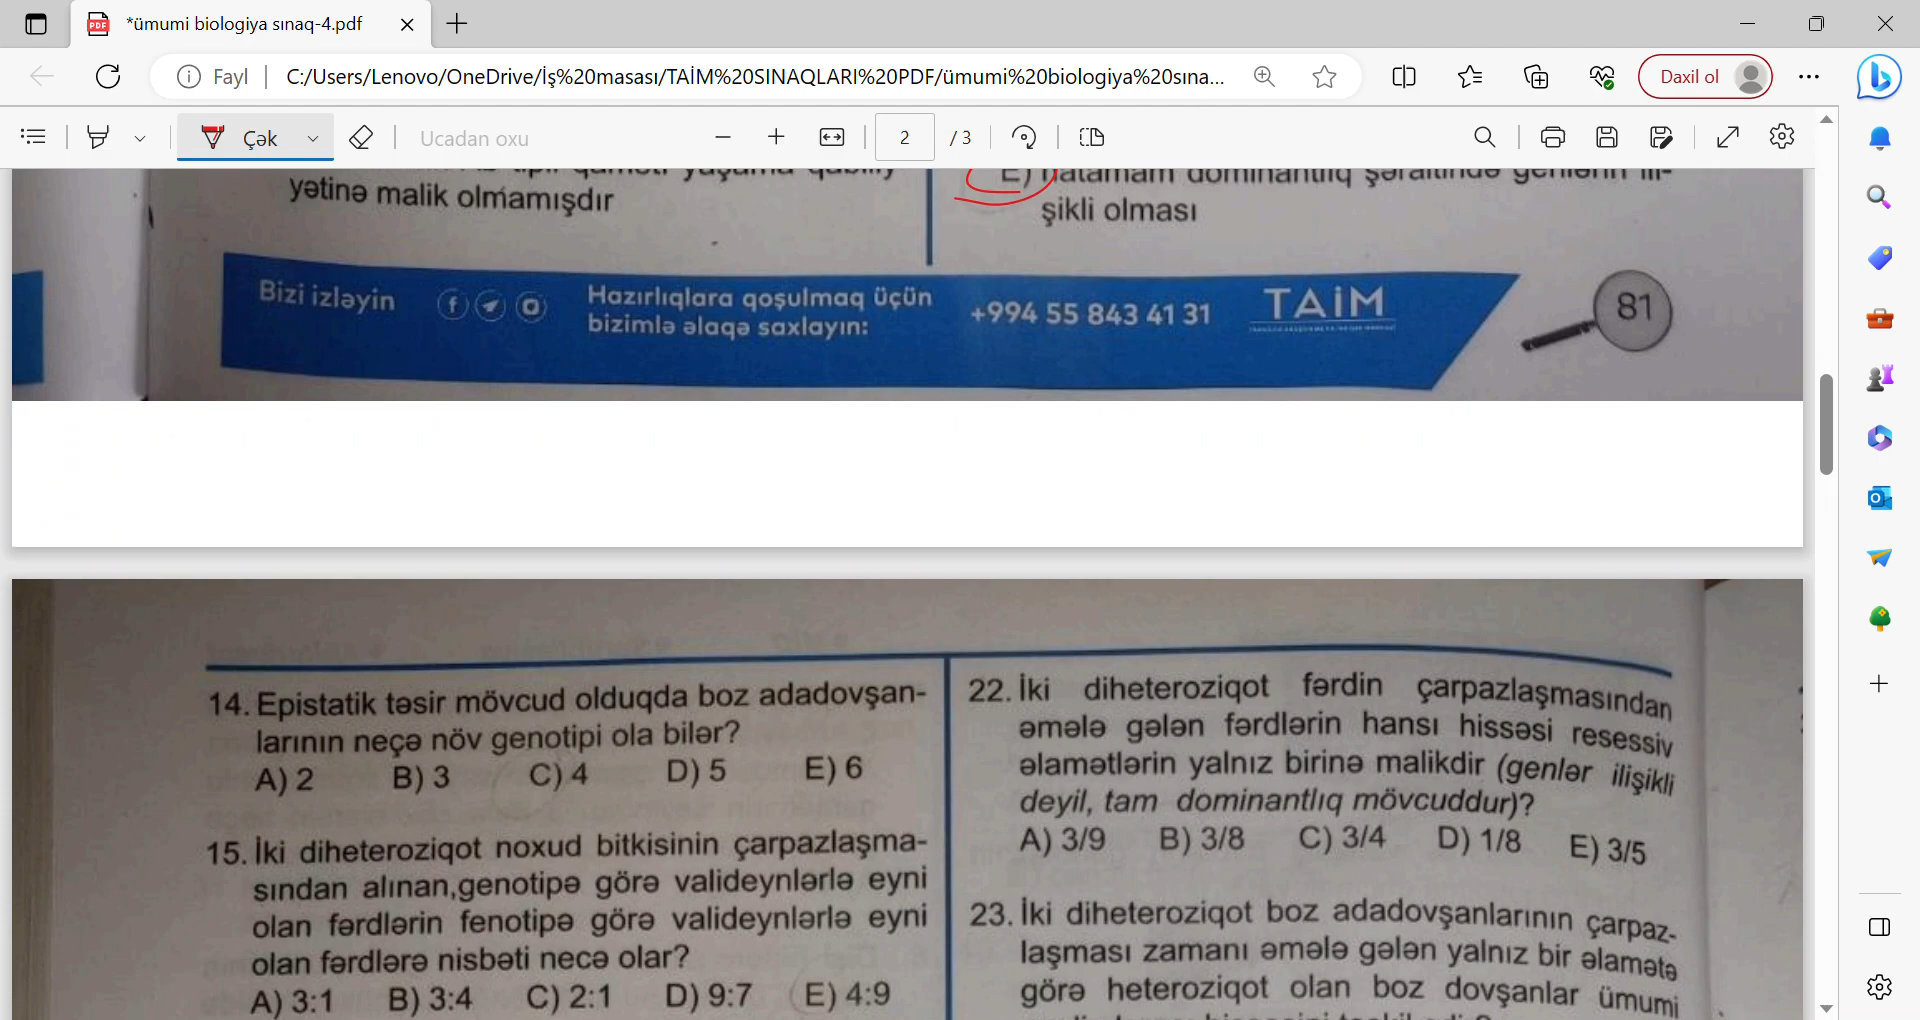 *ümumi biologiya sınaq-4.pdf
Fayl
C:/Users/Lenovo/OneDrive/İş%20masası/TAİM%20SINAQLARI%20PDF/ümumi%20biologiya%20sına...
Daxil ol
Çək
Ucadan oxu
2 / 3
yətinə malik olmamışdır
E) natamam dominantlıq şəraitində genlərin ili-
şikli olması
Bizi izləyin
Hazırlıqlara qoşulmaq üçün
bizimlə əlaqə saxlayın:
+994 55 843 41 31
TAİM
81
14. Epistatik təsir mövcud olduqda boz adadovşan-
larının neçə növ genotipi ola bilər?
A) 2 B) 3 C) 4 D) 5 E) 6
15. İki diheteroziqot noxud bitkisinin çarpazlaşma-
sından alınan,genotipə görə valideynlərlə eyni
olan fərdlərin fenotipə görə valideynlərlə eyni
olan fərdlərə nisbəti necə olar?
A) 3:1 B) 3:4 C) 2:1 D) 9:7 E) 4:9
22. İki diheteroziqot fərdin çarpazlaşmasından
əmələ gələn fərdlərin hansı hissəsi resessiv
əlamətlərin yalnız birinə malikdir (genlər ilişikli
deyil, tam dominantlıq mövcuddur)?
A) 3/9 B) 3/8 C) 3/4 D) 1/8 E) 3/5
23. İki diheteroziqot boz adadovşanlarının çarpaz-
laşması zamanı əmələ gələn yalnız bir əlamətə
görə heteroziqot olan boz dovşanlar ümumi